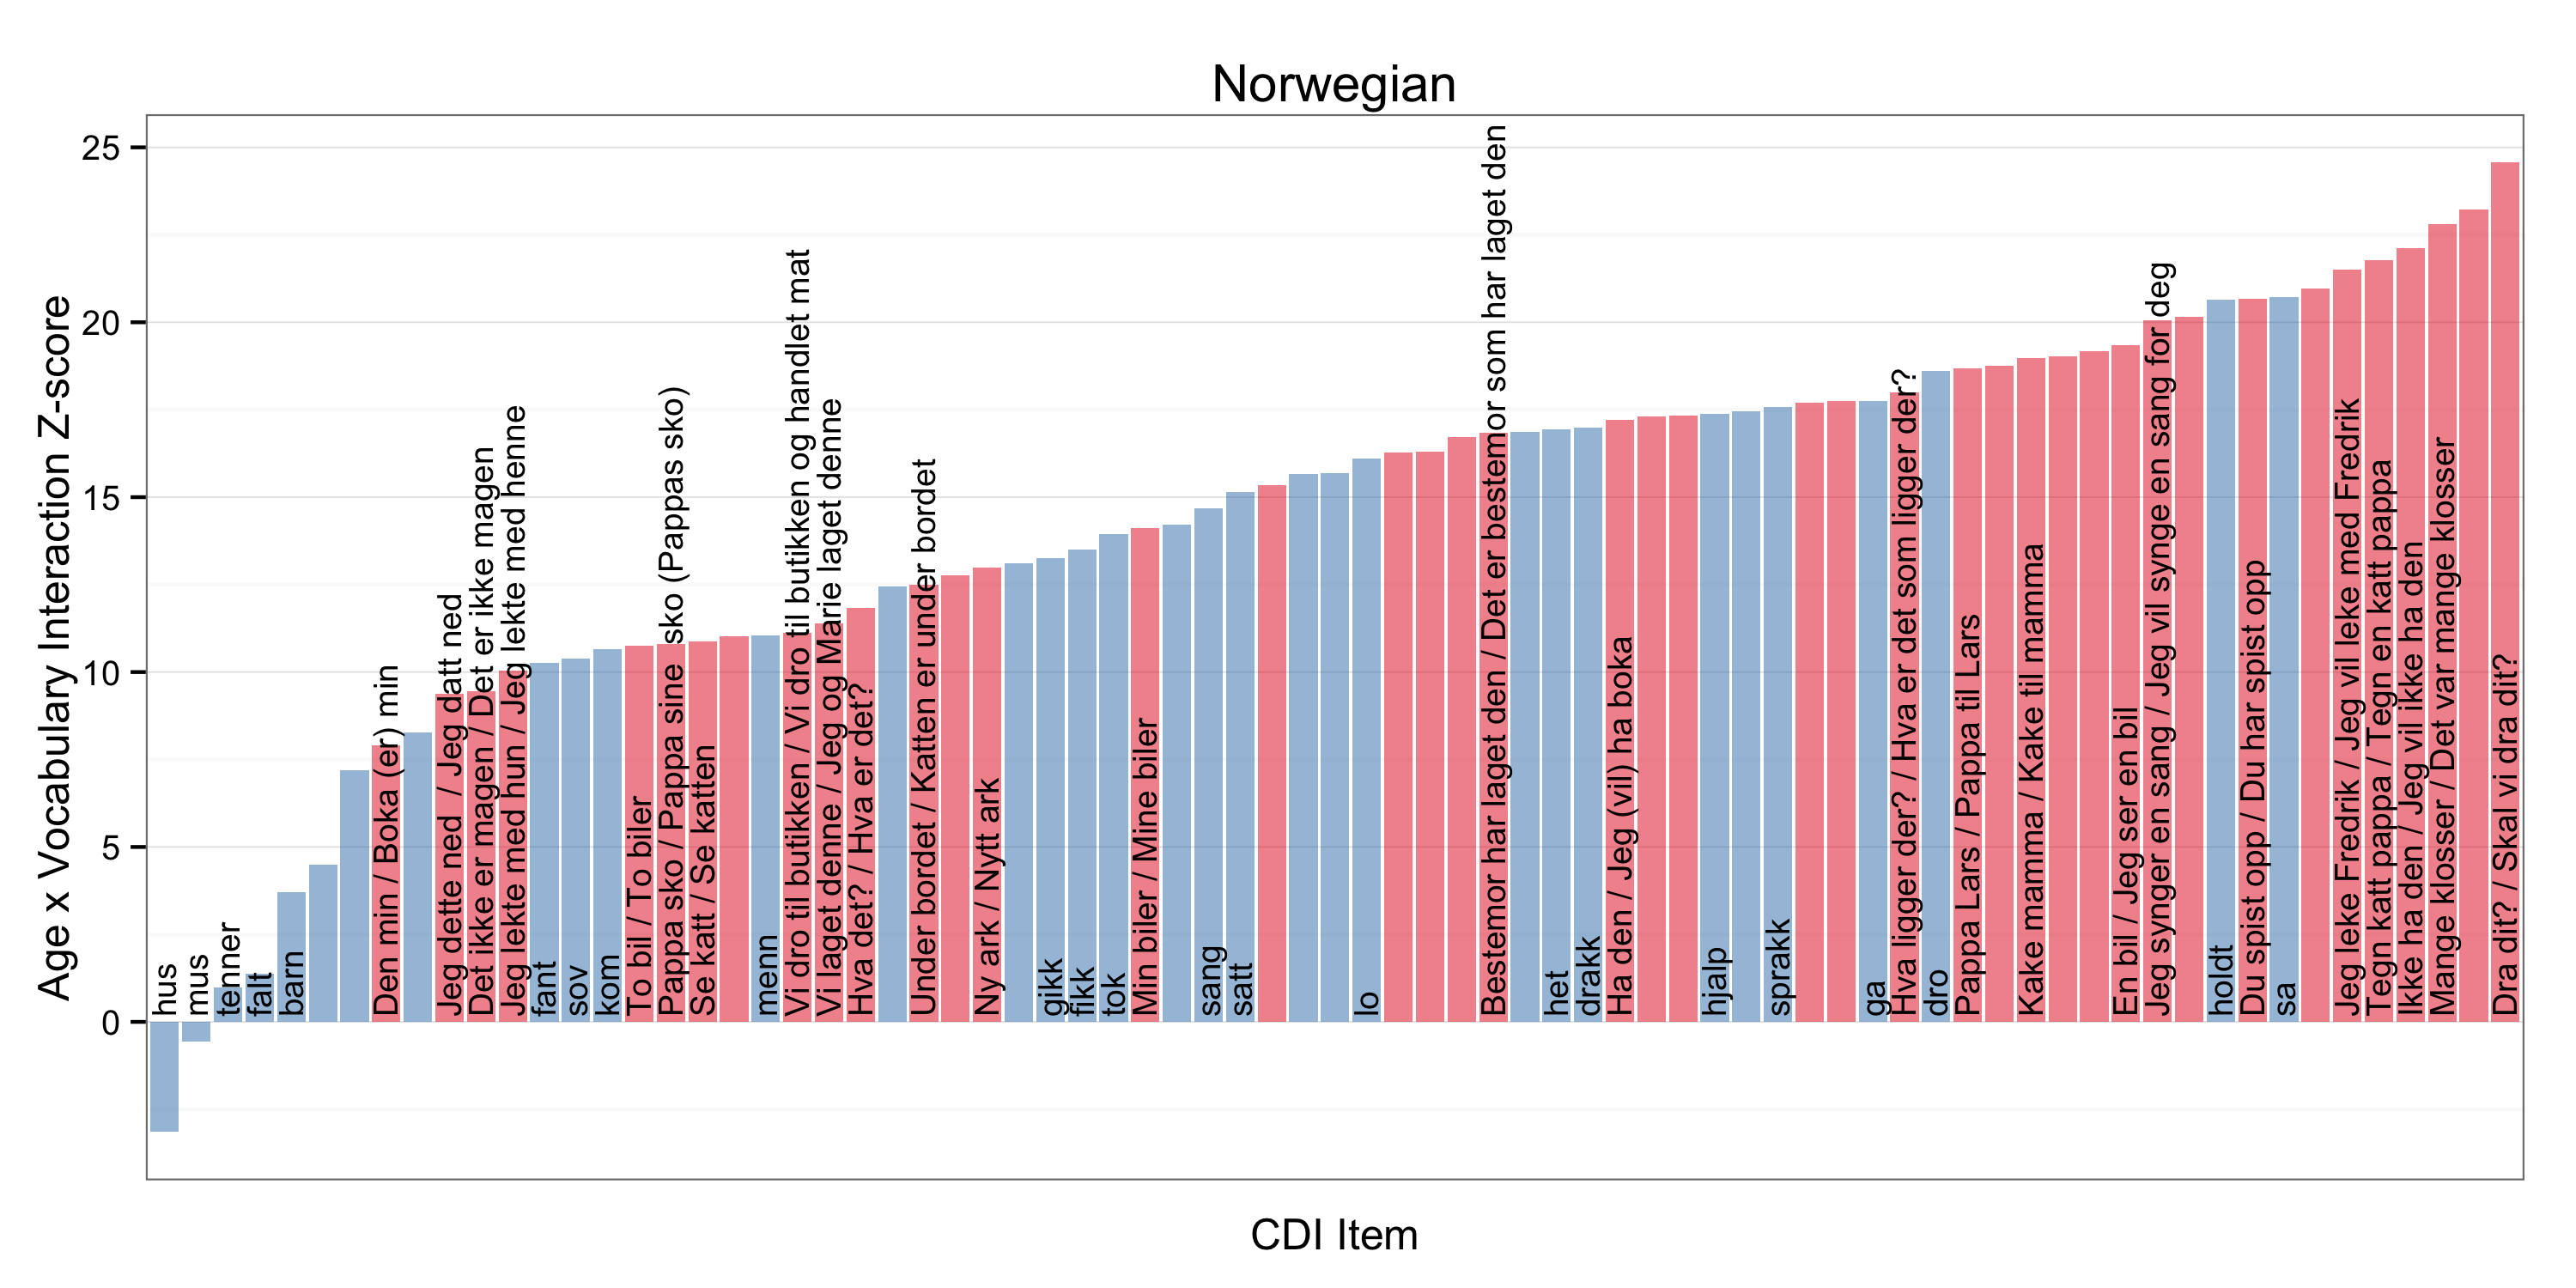 Norwegian
Age x Vocabulary Interaction Z-score
25
20
15
10
5
0
hus
mus
tenner
falt
barn
Den min / Boka (er) min
Jeg dette ned / Jeg datt ned
Det ikke er magen / Det er ikke magen
Jeg lekte med hun / Jeg lekte med henne
fant
sov
kom
To bil / To biler
Pappa sko / Pappa sine sko (Pappas sko)
Se katt / Se katten
menn
Vi dro til butikken / Vi dro til butikken og handlet mat
Vi laget denne / Jeg og Marie laget denne
Hva det? / Hva er det?
Under bordet / Katten er under bordet
Ny ark / Nytt ark
gikk
fikk
tok
Min biler / Mine biler
sang
satt
lo
Bestemor har laget den / Det er bestemor som har laget den
het
drakk
Ha den / Jeg (vil) ha boka
hjalp
sprakk
ga
Hva ligger der? / Hva er det som ligger der?
dro
Pappa Lars / Pappa til Lars
Kake mamma / Kake til mamma
En bil / Jeg ser en bil
Jeg synger en sang / Jeg vil synge en sang for deg
holdt
Du spist opp / Du har spist opp
sa
Jeg leke Fredrik / Jeg vil leke med Fredrik
Tegn katt pappa / Tegn en katt pappa
Ikke ha den / Jeg vil ikke ha den
Mange klosser / Det var mange klosser
Dra dit? / Skal vi dra dit?
CDI Item